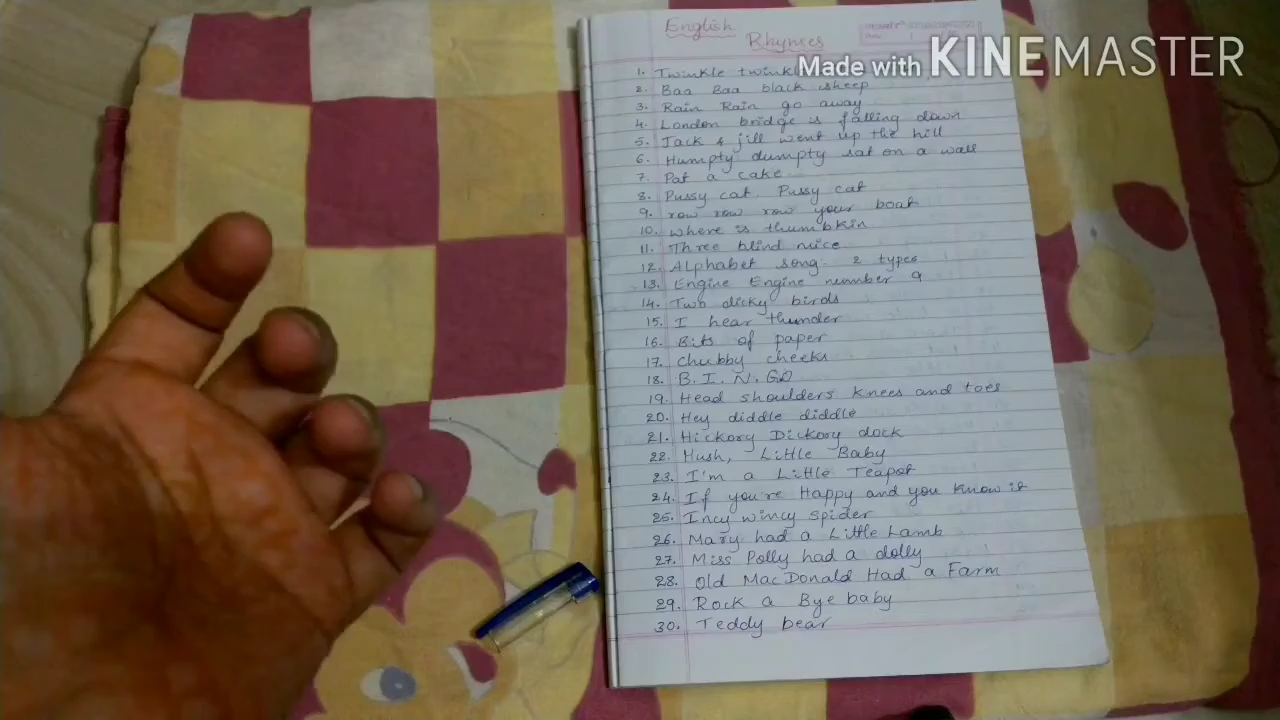 English
Rhymes
Made with KINEMASTER
1. Twinkle twinkle
2. Baa Baa black sheep
3. Rain Rain go away
4. London bridge is falling down
5. Jack & jill went up the hill
6. Humpty dumpty sat on a wall
7. Pat a cake
8. Pussy cat, Pussy cat
9. row row row your boat
10. where is thumbkin
11. Three blind mice
12. Alphabet song - 2 types
13. Engine Engine number 9
14. Two dicky birds
15. I hear thunder
16. Bits of paper
17. Chubby cheeks
18. B.I.N.GO
19. Head shoulders knees and toes
20. Hey diddle diddle
21. Hickory Dickory dock
22. Hush, Little Baby
23. I'm a Little Teapot
24. If you're Happy and you know it
25. Incy wincy spider
26. Mary had a Little Lamb
27. Miss Polly had a dolly
28. Old MacDonald Had a Farm
29. Rock a Bye baby
30. Teddy bear